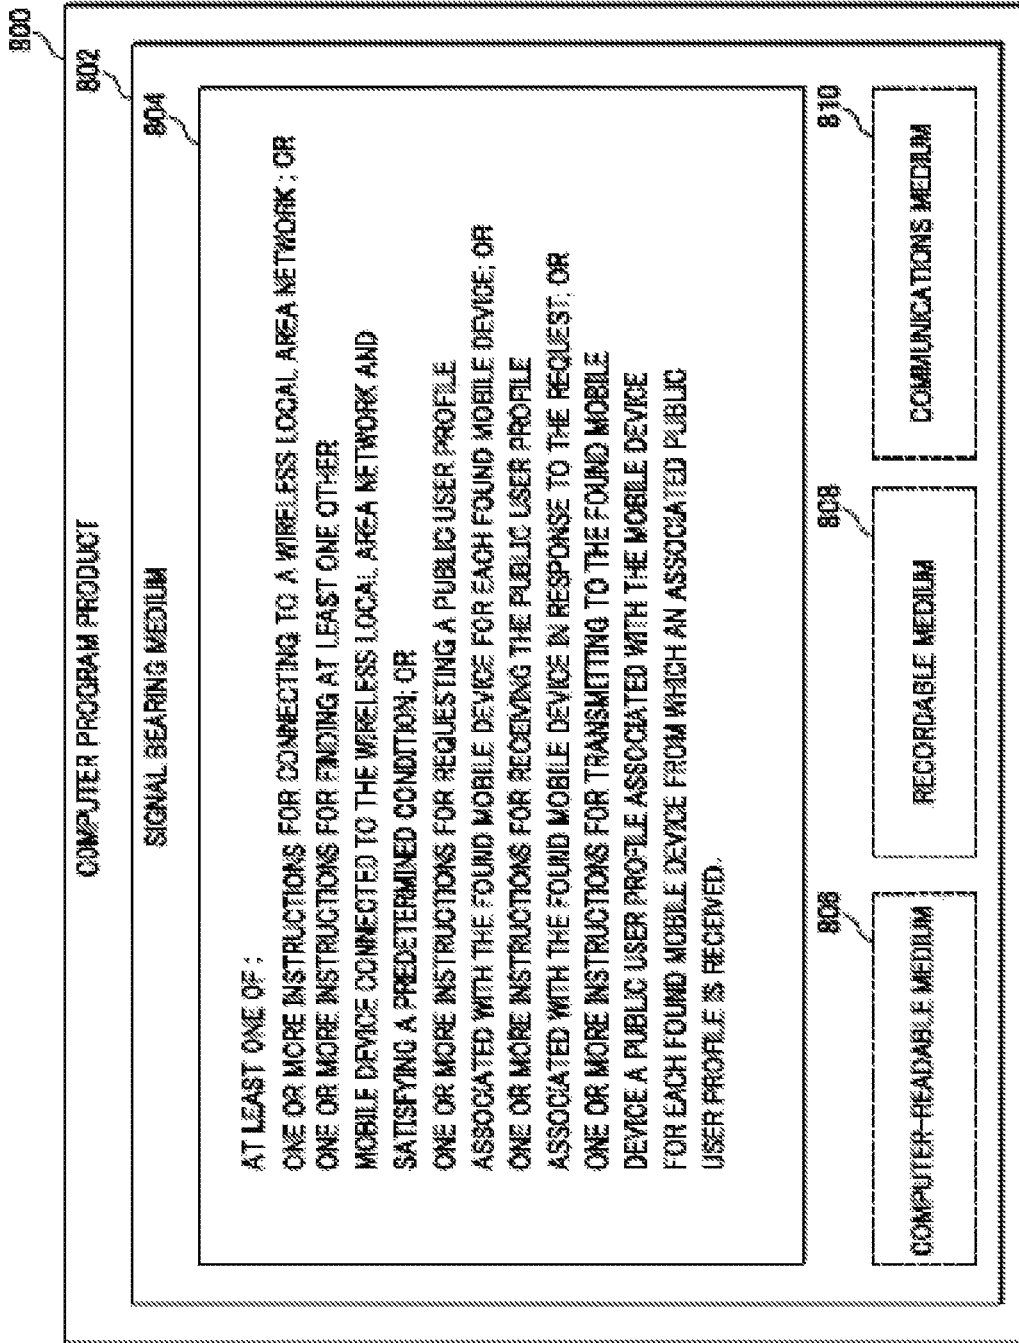 800
COMPUTER PROGRAM PRODUCT
802
SIGNAL BEARING MEDIUM
804
AT LEAST ONE OF :
ONE OR MORE INSTRUCTIONS FOR CONNECTING TO A WIRELESS LOCAL AREA NETWORK ; OR
ONE OR MORE INSTRUCTIONS FOR FINDING AT LEAST ONE OTHER
MOBILE DEVICE CONNECTED TO THE WIRELESS LOCAL AREA NETWORK AND
SATISFYING A PREDETERMINED CONDITION; OR
ONE OR MORE INSTRUCTIONS FOR REQUESTING A PUBLIC USER PROFILE
ASSOCIATED WITH THE FOUND MOBILE DEVICE FOR EACH FOUND MOBILE DEVICE; OR
ONE OR MORE INSTRUCTIONS FOR RECEIVING THE PUBLIC USER PROFILE
ASSOCIATED WITH THE FOUND MOBILE DEVICE IN RESPONSE TO THE REQUEST; OR
ONE OR MORE INSTRUCTIONS FOR TRANSMITTING TO THE FOUND MOBILE
DEVICE A PUBLIC USER PROFILE ASSOCIATED WITH THE MOBILE DEVICE
FOR EACH FOUND MOBILE DEVICE FROM WHICH AN ASSOCIATED PUBLIC
USER PROFILE IS RECEIVED.
806
COMPUTER-READABLE MEDIUM
808
RECORDABLE MEDIUM
810
COMMUNICATIONS MEDIUM